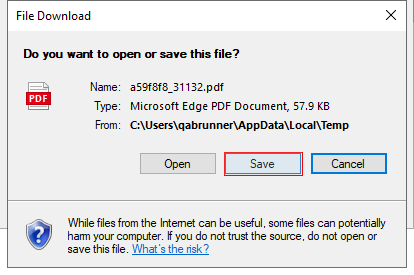 File Download
Do you want to open or save this file?
PDF
Name: a59f8f8_31132.pdf
Type: Microsoft Edge PDF Document, 57.9 KB
From: C:\Users\qabrunner\AppData\Local\Temp
Open Save Cancel
While files from the Internet can be useful, some files can potentially
harm your computer. If you do not trust the source, do not open or
save this file. What's the risk?